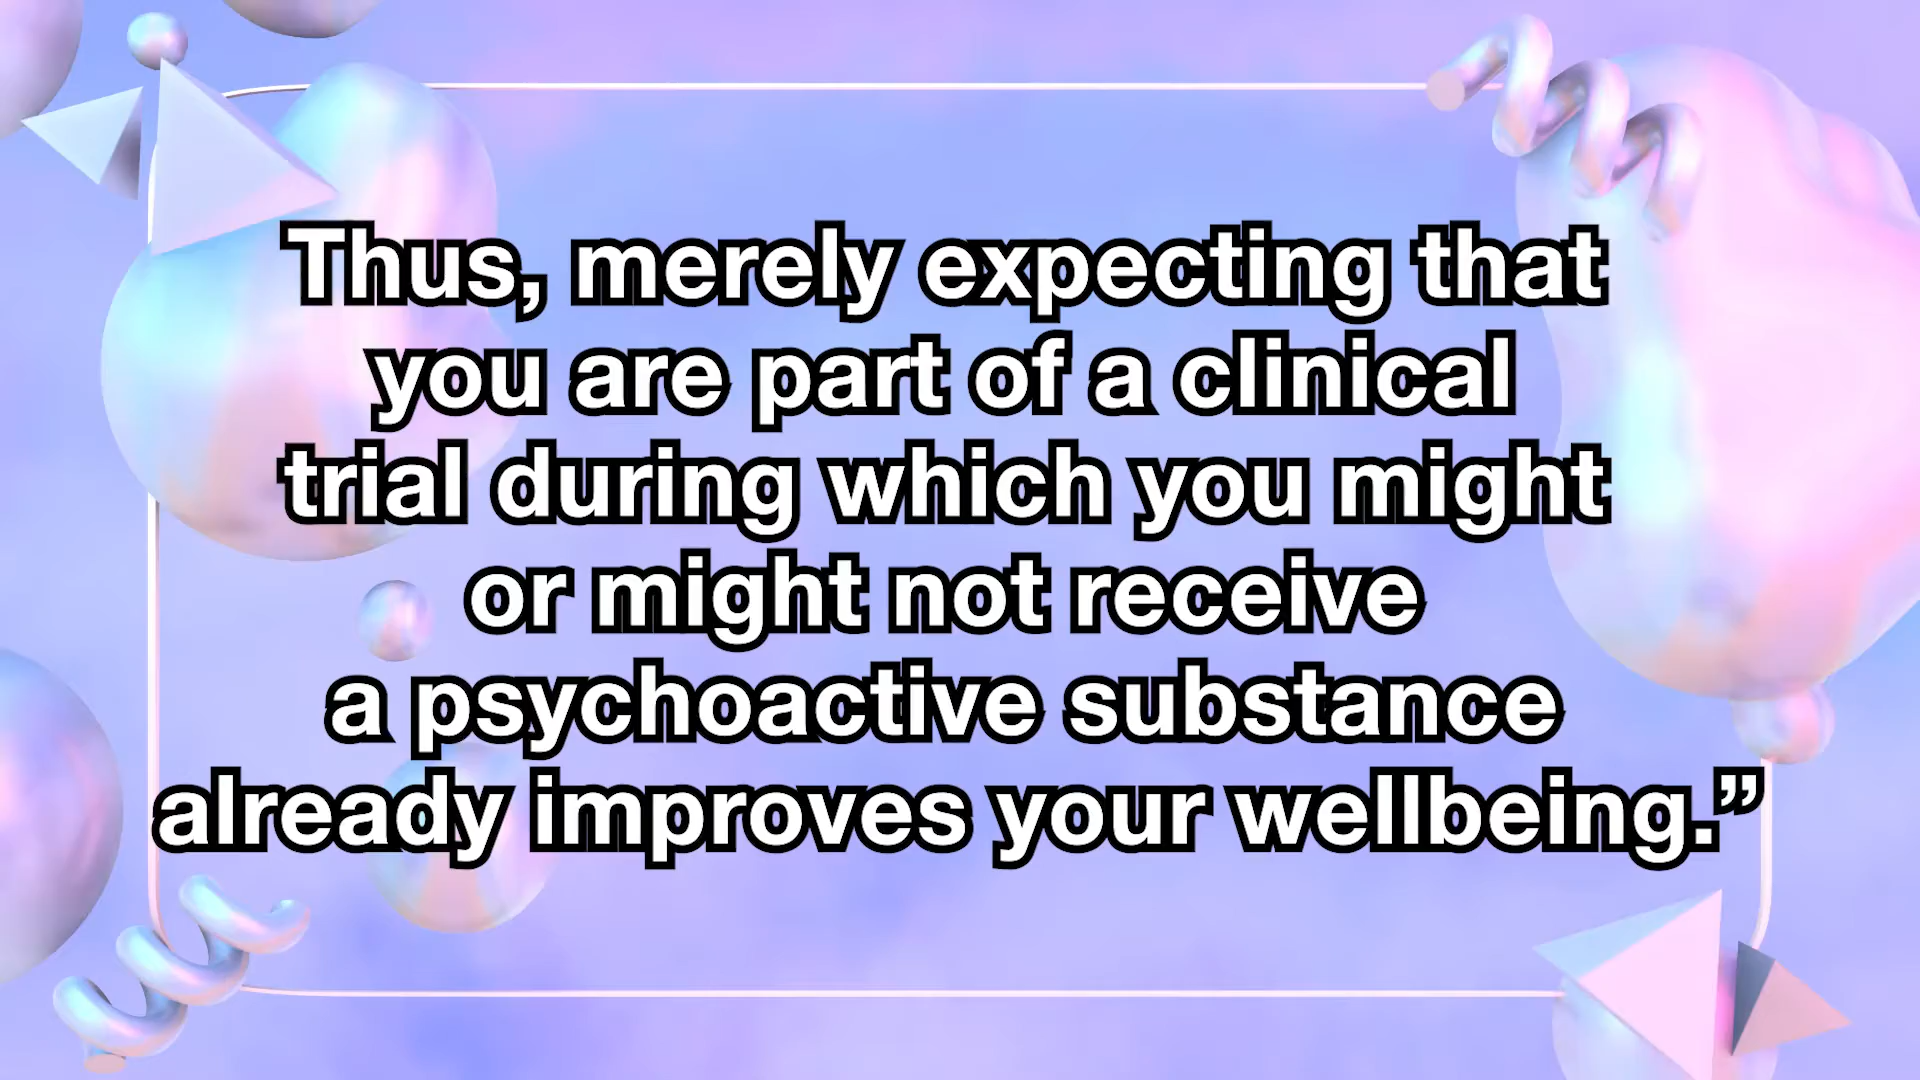 Thus, merely expecting that
you are part of a clinical
trial during which you might
or might not receive
a psychoactive substance
already improves your wellbeing.”